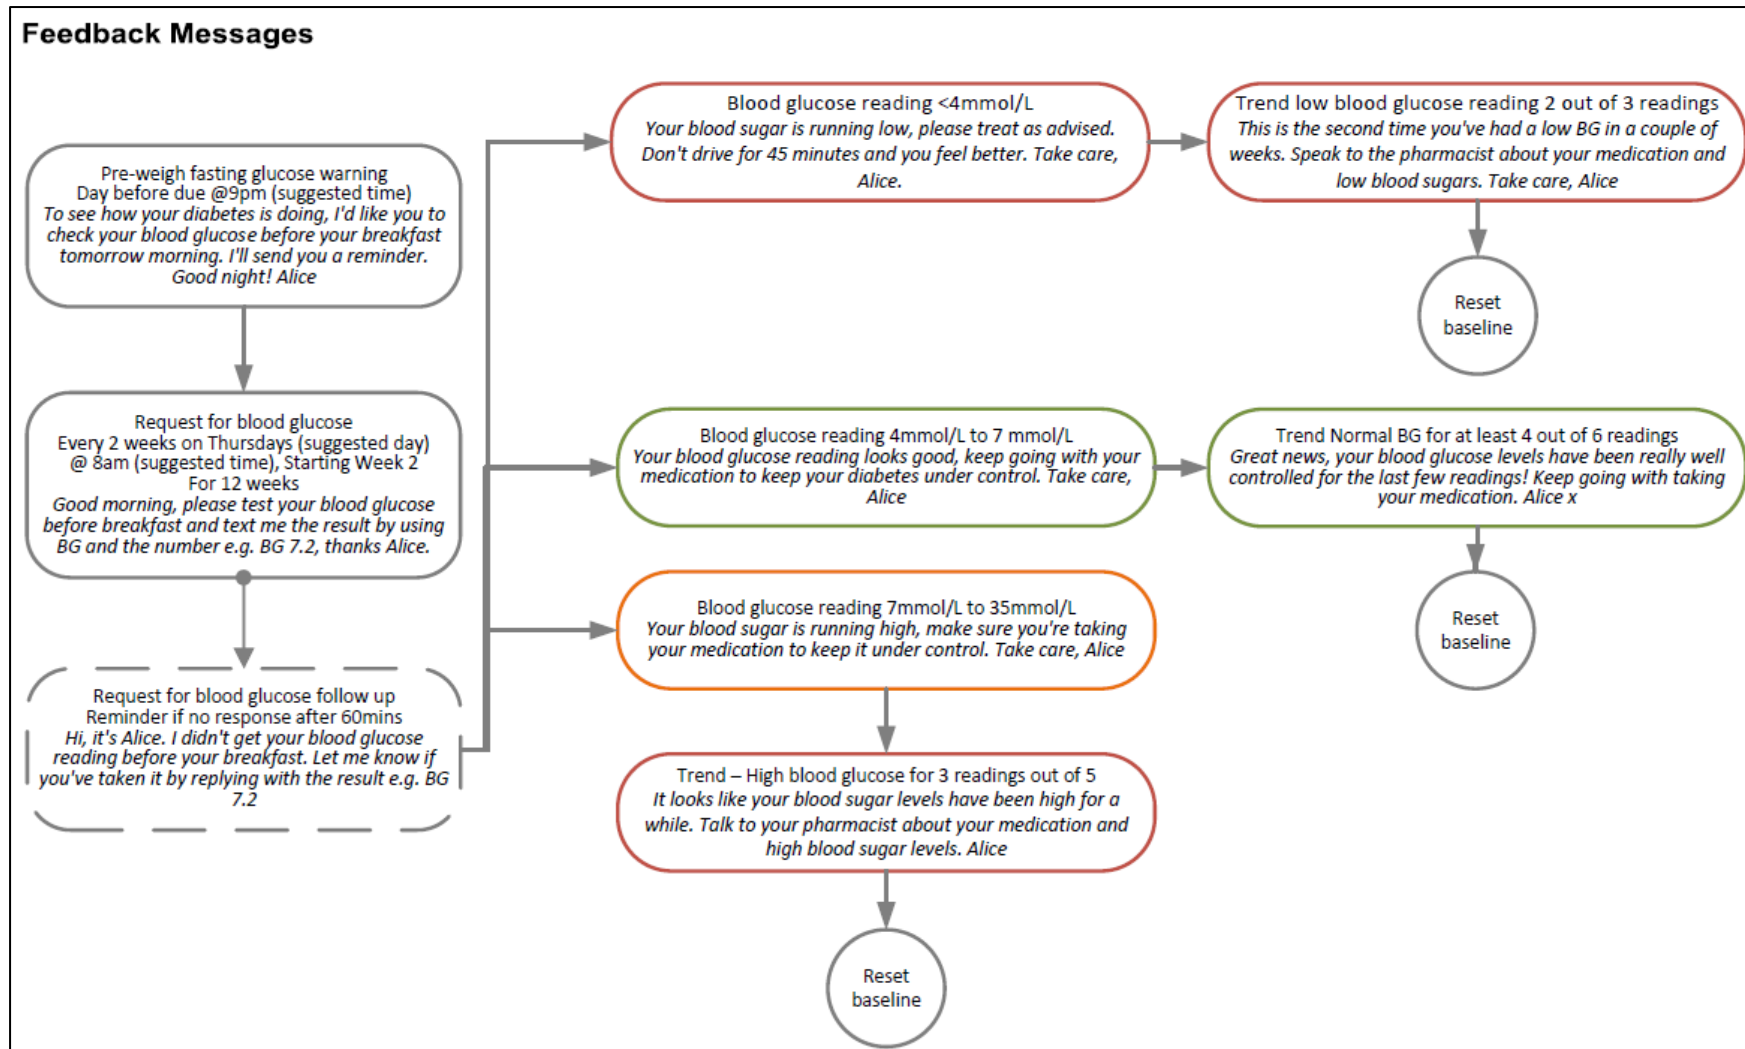 Feedback Messages
Pre-weigh fasting glucose warning
Day before due @9pm (suggested time)
To see how your diabetes is doing, I'd like you to
check your blood glucose before your breakfast
tomorrow morning. I'll send you a reminder.
Good night! Alice
Request for blood glucose
Every 2 weeks on Thursdays (suggested day)
@ 8am (suggested time), Starting Week 2
For 12 weeks
Good morning, please test your blood glucose
before breakfast and text me the result by using
BG and the number e.g. BG 7.2, thanks Alice.
Request for blood glucose follow up
Reminder if no response after 60mins
Hi, it's Alice. I didn't get your blood glucose
reading before your breakfast. Let me know if
you've taken it by replying with the result e.g. BG
7.2
Blood glucose reading <4mmol/L
Your blood sugar is running low, please treat as advised.
Don't drive for 45 minutes and you feel better. Take care,
Alice.
Trend low blood glucose reading 2 out of 3 readings
This is the second time you've had a low BG in a couple of
weeks. Speak to the pharmacist about your medication and
low blood sugars. Take care, Alice
Reset
baseline
Blood glucose reading 4mmol/L to 7 mmol/L
Your blood glucose reading looks good, keep going with your
medication to keep your diabetes under control. Take care,
Alice
Trend Normal BG for at least 4 out of 6 readings
Great news, your blood glucose levels have been really well
controlled for the last few readings! Keep going with taking
your medication. Alice x
Reset
baseline
Blood glucose reading 7mmol/L to 35mmol/L
Your blood sugar is running high, make sure you're taking
your medication to keep it under control. Take care, Alice
Trend – High blood glucose for 3 readings out of 5
It looks like your blood sugar levels have been high for a
while. Talk to your pharmacist about your medication and
high blood sugar levels. Alice
Reset
baseline